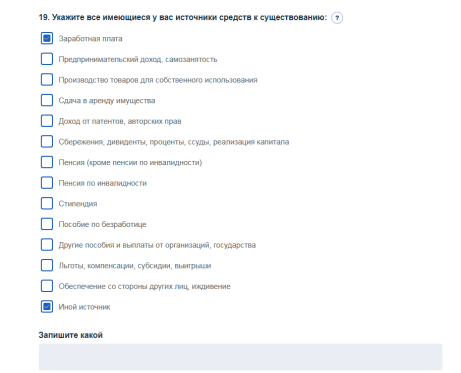 19. Укажите все имеющиеся у вас источники средств к существованию: ?
Заработная плата
Предпринимательский доход, самозанятость
Производство товаров для собственного использования
Сдача в аренду имущества
Доход от патентов, авторских прав
Сбережения, дивиденты, проценты, ссуды, реализация капитала
Пенсия (кроме пенсии по инвалидности)
Пенсия по инвалидности
Стипендия
Пособие по безработице
Другие пособия и выплаты от организаций, государства
Льготы, компенсации, субсидии, выигрыши
Обеспечение со стороны других лиц, иждивение
Иной источник
Запишите какой